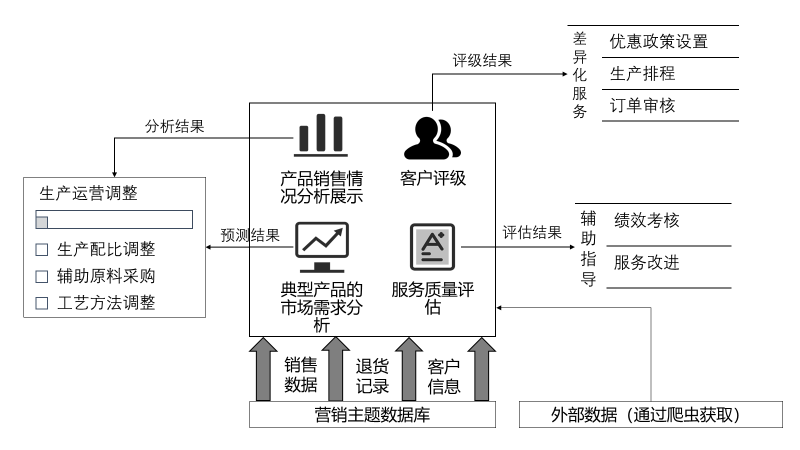 评级结果
差异化服务
优惠政策设置
生产排程
订单审核
分析结果
产品销售情
况分析展示
客户评级
生产运营调整
生产配比调整
辅助原料采购
工艺方法调整
预测结果
典型产品的
市场需求分
析
服务质量评
估
评估结果
辅助指导
绩效考核
服务改进
销售
数据
退货
记录
客户
信息
营销主题数据库
外部数据（通过爬虫获取）